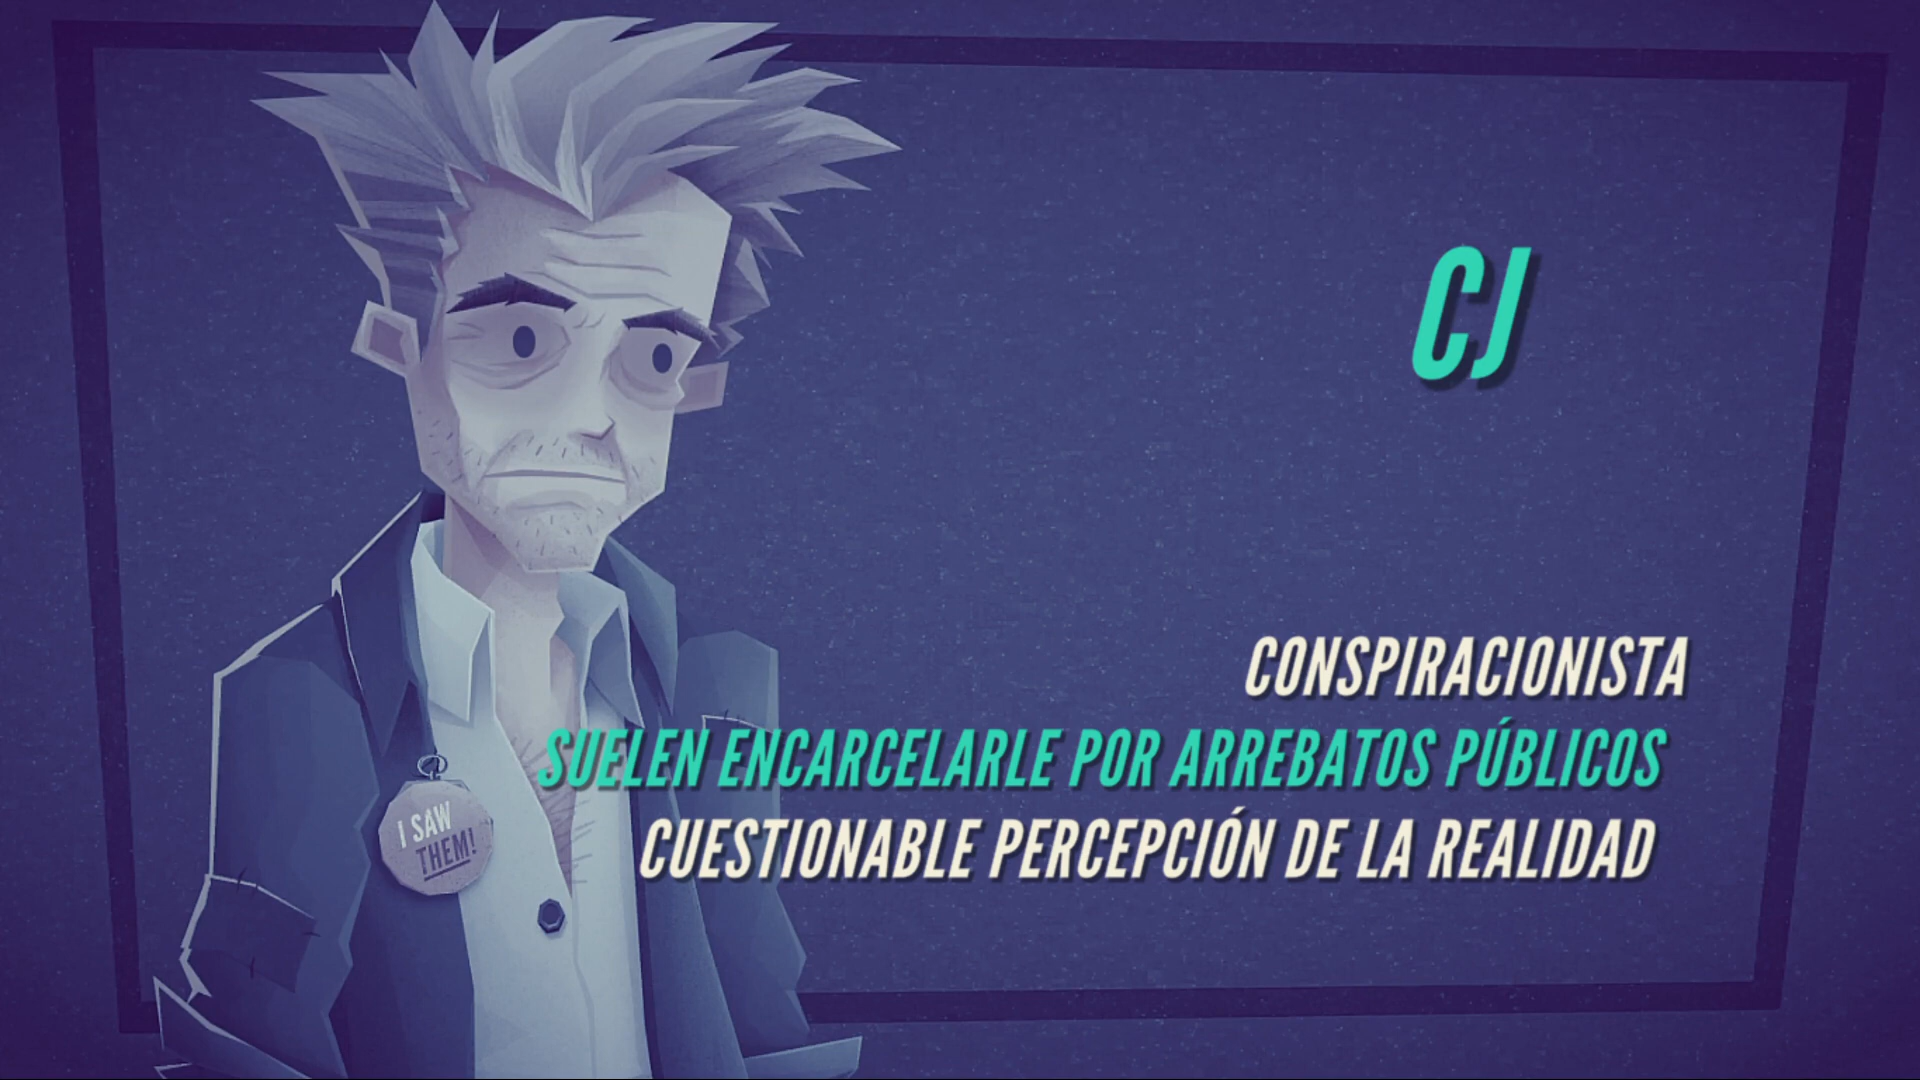 CJ
CONSPIRACIONISTA
SUELEN ENCARCELARLE POR ARREBATOS PÚBLICOS
CUESTIONABLE PERCEPCIÓN DE LA REALIDAD
I SAW
THEM!